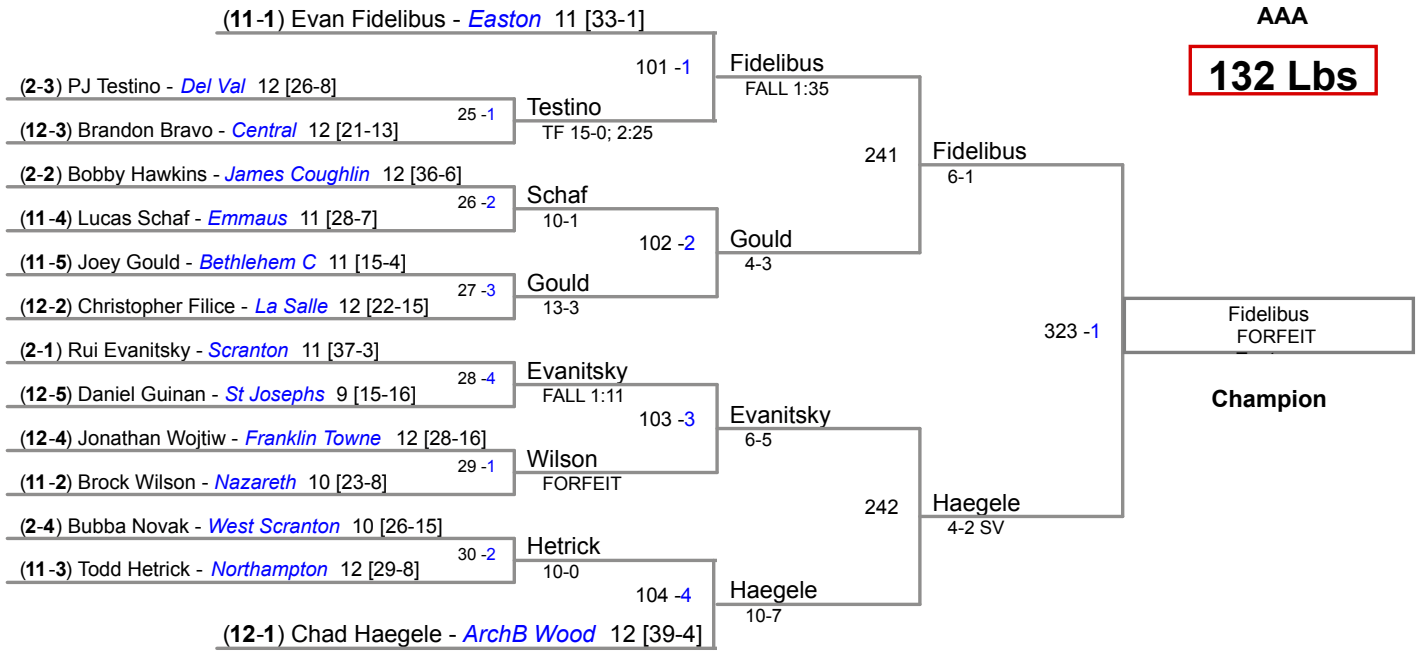 (11-1) Evan Fidelibus - Easton 11 [33-1]
AAA
132 Lbs
101 -1
Fidelibus
FALL 1:35
(2-3) PJ Testino - Del Val 12 [26-8]
25 -1
Testino
TF 15-0; 2:25
(12-3) Brandon Bravo - Central 12 [21-13]
241
Fidelibus
6-1
(2-2) Bobby Hawkins - James Coughlin 12 [36-6]
26 -2
Schaf
10-1
(11-4) Lucas Schaf - Emmaus 11 [28-7]
102 -2
Gould
4-3
(11-5) Joey Gould - Bethlehem C 11 [15-4]
27 -3
Gould
13-3
(12-2) Christopher Filice - La Salle 12 [22-15]
323 -1
Fidelibus
FORFEIT
Champion
(2-1) Rui Evanitsky - Scranton 11 [37-3]
28 -4
Evanitsky
FALL 1:11
(12-5) Daniel Guinan - St Josephs 9 [15-16]
103 -3
Evanitsky
6-5
(12-4) Jonathan Wojtiw - Franklin Towne 12 [28-16]
29 -1
Wilson
FORFEIT
(11-2) Brock Wilson - Nazareth 10 [23-8]
242
Haegele
4-2 SV
(2-4) Bubba Novak - West Scranton 10 [26-15]
30 -2
Hetrick
10-0
(11-3) Todd Hetrick - Northampton 12 [29-8]
104 -4
Haegele
10-7
(12-1) Chad Haegele - ArchB Wood 12 [39-4]